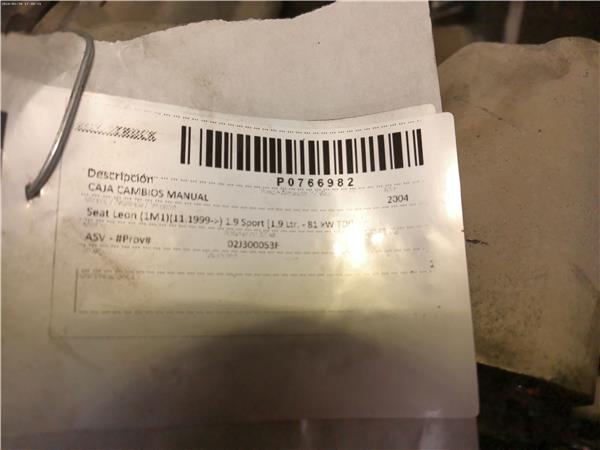 P0766982
Descripción
CAJA CAMBIOS MANUAL 2004
Seat Leon (1M1)(11.1999->) 1.9 Sport [1.9 Ltr. - 81 kW TDI]
ASV - #Prov# 02J300053F